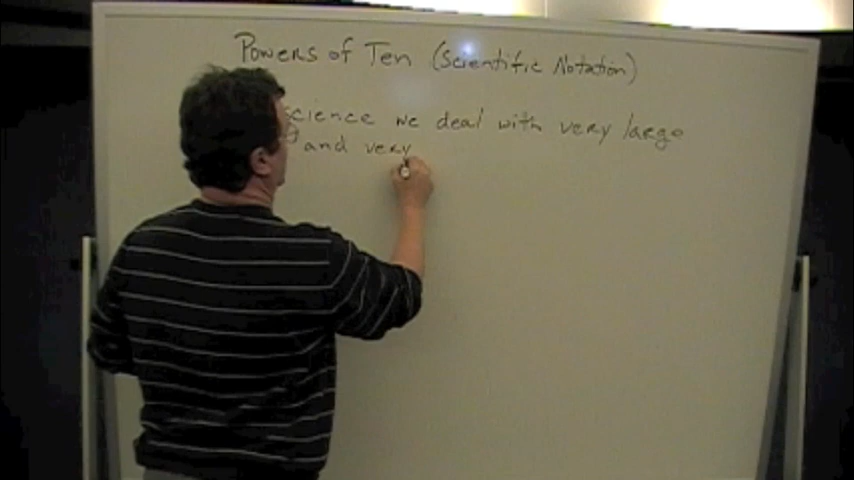 Powers of Ten (Scientific Notation)
science we deal with very large
and very